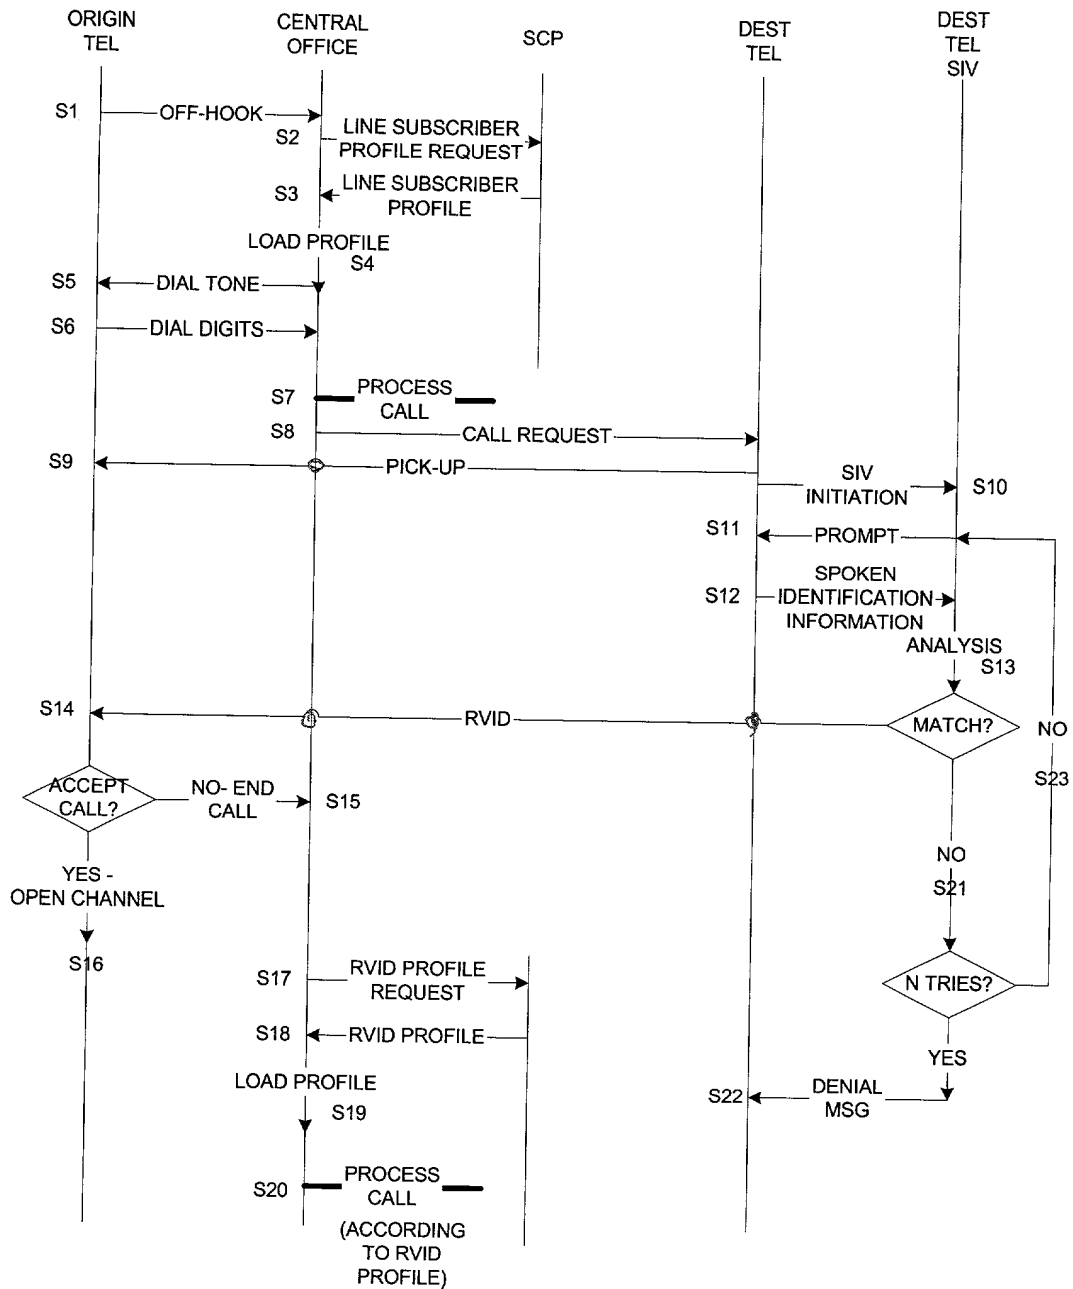 ORIGIN
TEL
CENTRAL
OFFICE
SCP
DEST
TEL
DEST
TEL
SIV
S1
OFF-HOOK
S2
LINE SUBSCRIBER
PROFILE REQUEST
S3
LINE SUBSCRIBER
PROFILE
LOAD PROFILE
S4
S5
DIAL TONE
S6
DIAL DIGITS
S7
PROCESS
CALL
S8
CALL REQUEST
S9
PICK-UP
SIV
INITIATION
S10
S11
PROMPT
S12
SPOKEN
IDENTIFICATION
INFORMATION
ANALYSIS
S13
S14
RVID
MATCH?
NO
S23
ACCEPT
CALL?
NO- END
CALL
S15
YES -
OPEN CHANNEL
S16
NO
S21
S17
RVID PROFILE
REQUEST
N TRIES?
S18
RVID PROFILE
YES
LOAD PROFILE
S19
S22
DENIAL
MSG
S20
PROCESS
CALL
(ACCORDING
TO RVID
PROFILE)